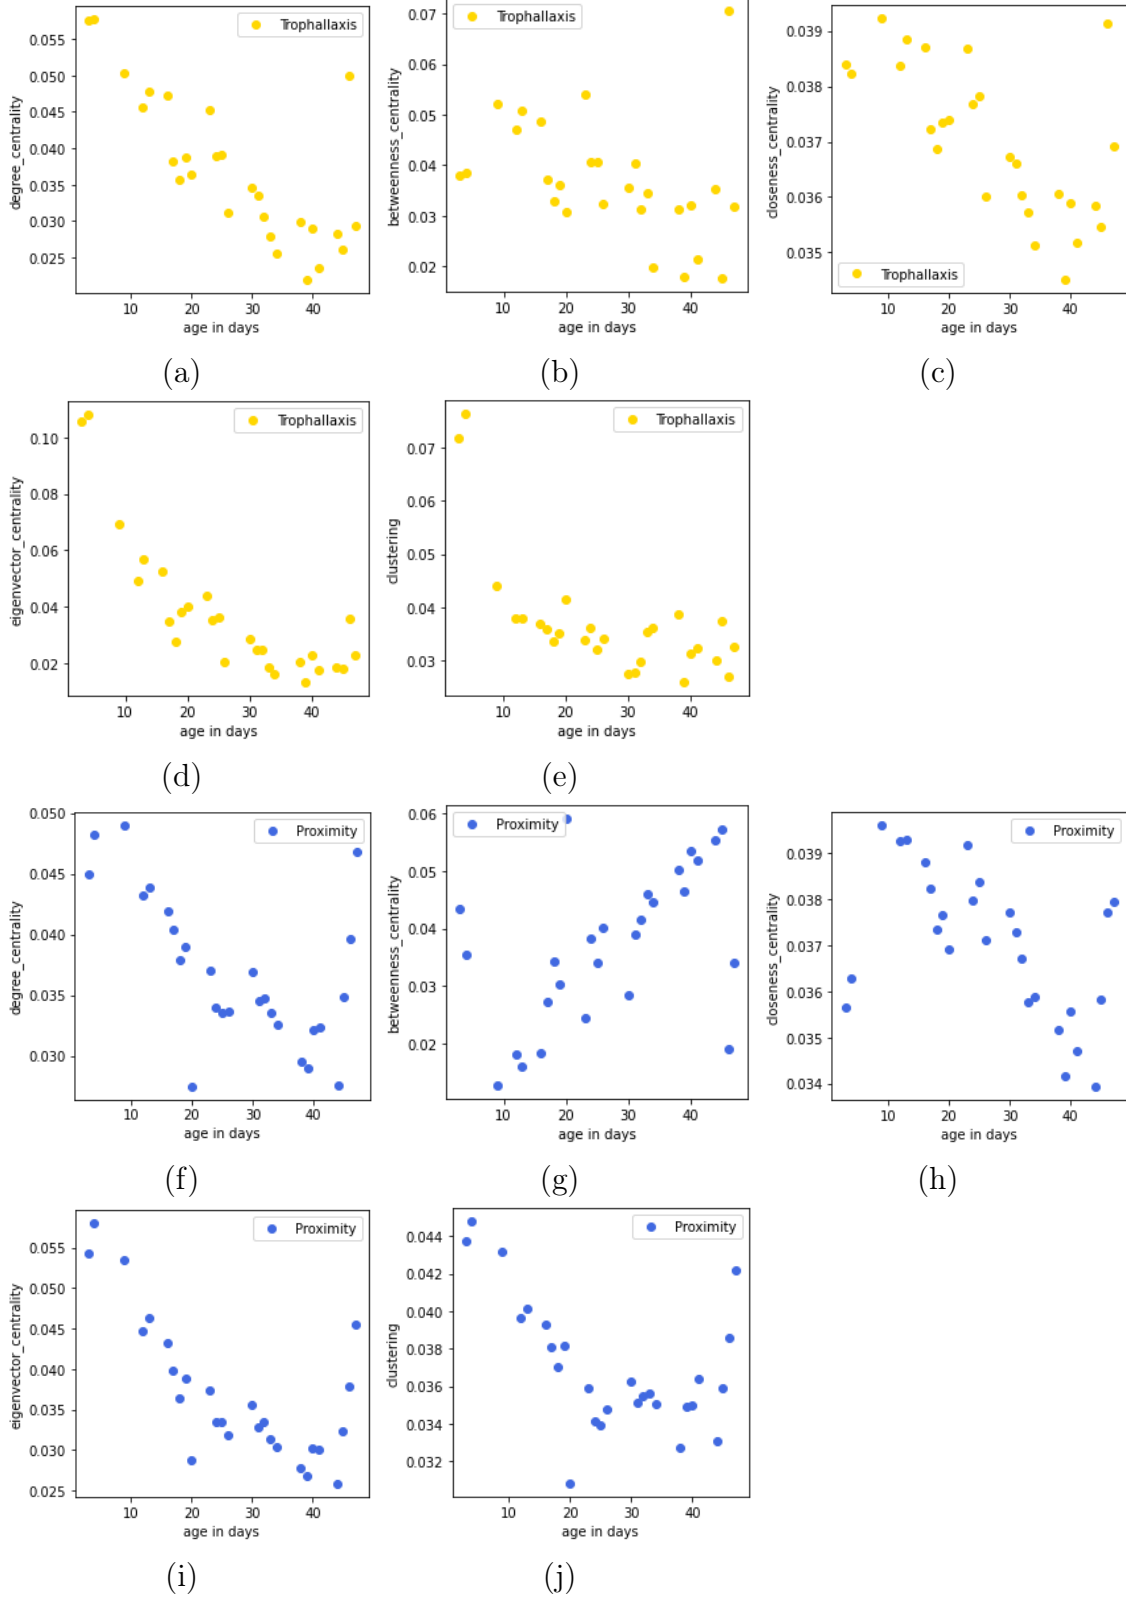 Trophallaxis
degree_centrality
0.055
0.050
0.045
0.040
0.035
0.030
0.025
10 20 30 40
age in days
(a)
Trophallaxis
betweenness_centrality
0.07
0.06
0.05
0.04
0.03
0.02
10 20 30 40
age in days
(b)
Trophallaxis
closeness_centrality
0.039
0.038
0.037
0.036
0.035
10 20 30 40
age in days
(c)
Trophallaxis
eigenvector_centrality
0.10
0.08
0.06
0.04
0.02
10 20 30 40
age in days
(d)
Trophallaxis
clustering
0.07
0.06
0.05
0.04
0.03
10 20 30 40
age in days
(e)
Proximity
degree_centrality
0.050
0.045
0.040
0.035
0.030
10 20 30 40
age in days
(f)
Proximity
betweenness_centrality
0.06
0.05
0.04
0.03
0.02
10 20 30 40
age in days
(g)
Proximity
closeness_centrality
0.039
0.038
0.037
0.036
0.035
0.034
10 20 30 40
age in days
(h)
Proximity
eigenvector_centrality
0.055
0.050
0.045
0.040
0.035
0.030
0.025
10 20 30 40
age in days
(i)
Proximity
clustering
0.044
0.042
0.040
0.038
0.036
0.034
0.032
10 20 30 40
age in days
(j)